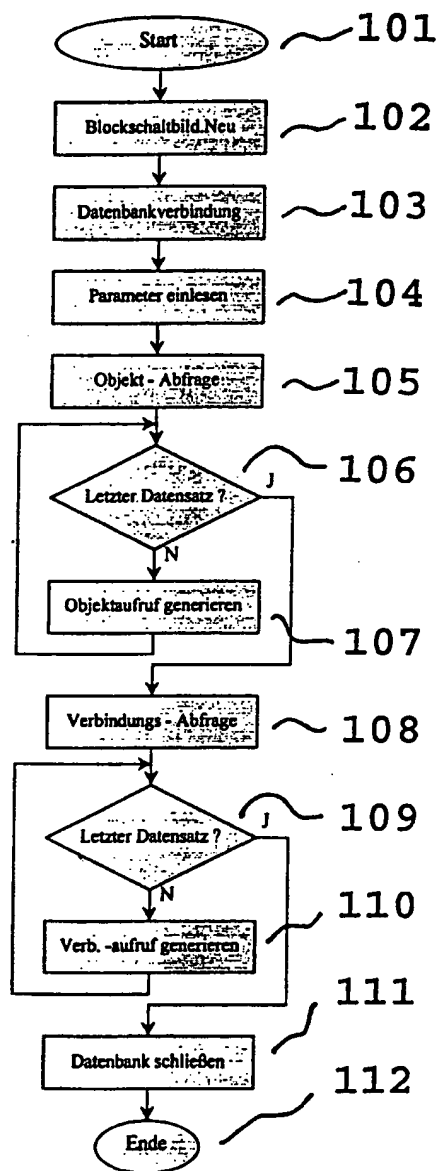 Start 101
Blockschaltbild.Neu 102
Datenbankverbindung 103
Parameter einlesen 104
Objekt - Abfrage 105
Letzter Datensatz ? J 106
N
Objektaufruf generieren 107
Verbindungs - Abfrage 108
Letzter Datensatz ? J 109
N
Verb. -aufruf generieren 110
Datenbank schließen 111
Ende 112